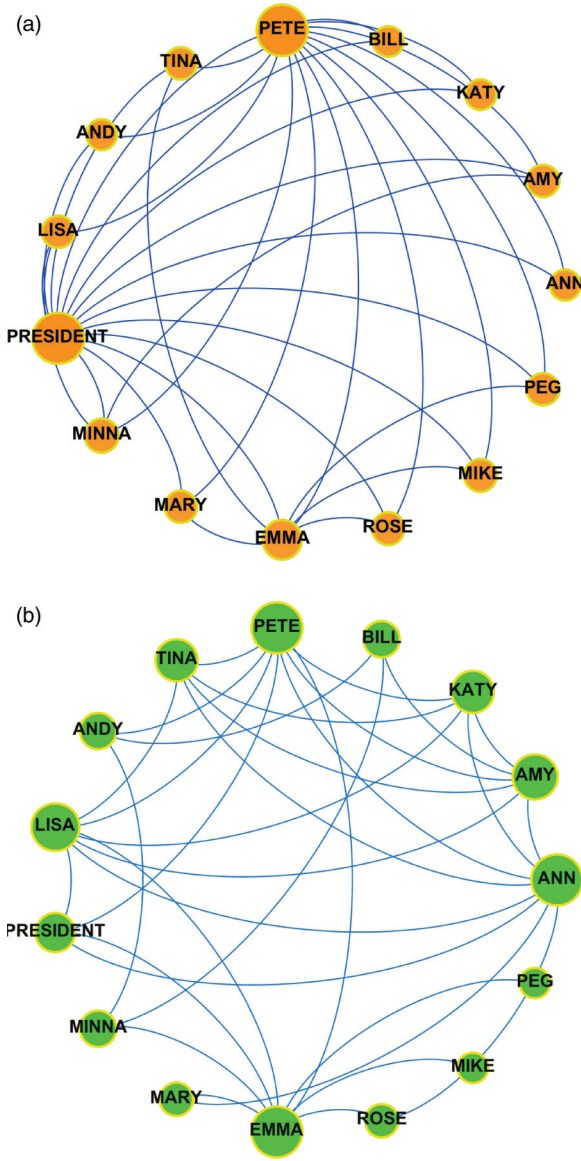 (a)
PETE
BILL
TINA
KATY
ANDY
AMY
LISA
ANN
PRESIDENT
PEG
MINNA
MIKE
MARY
ROSE
EMMA
(b)
PETE
BILL
TINA
KATY
ANDY
AMY
LISA
ANN
PRESIDENT
PEG
MINNA
MIKE
MARY
ROSE
EMMA